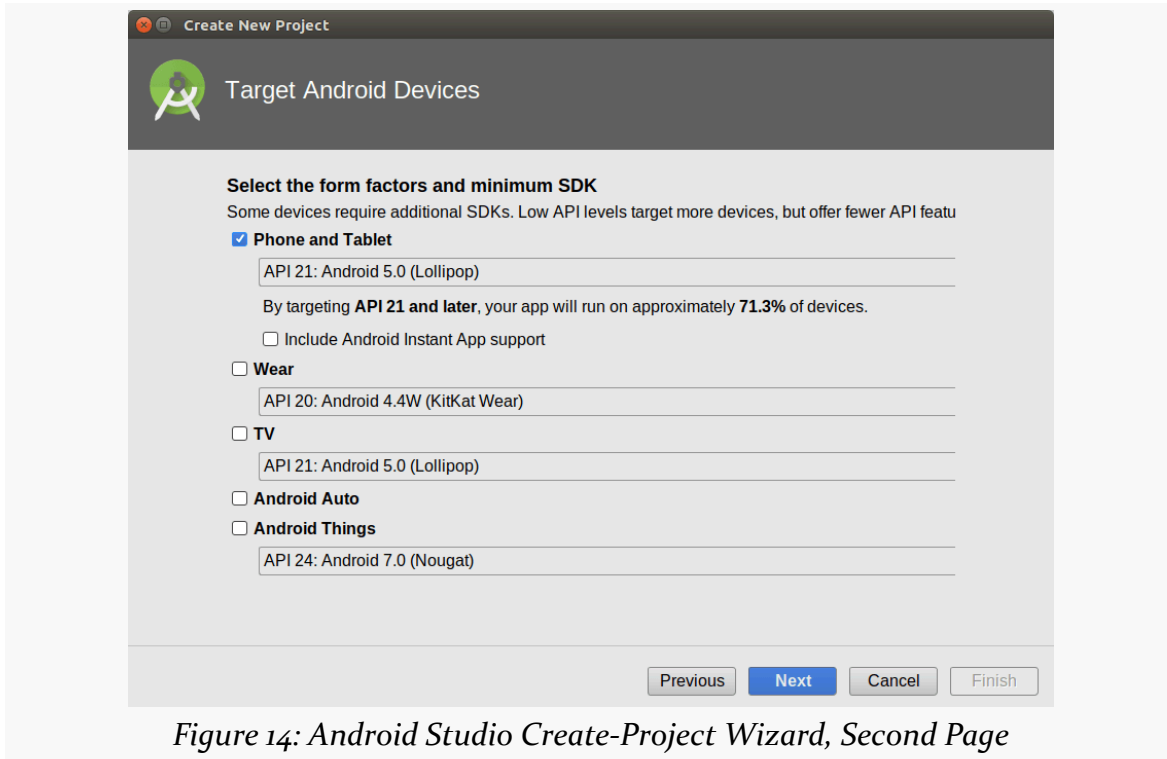 Create New Project
Target Android Devices
Select the form factors and minimum SDK
Some devices require additional SDKs. Low API levels target more devices, but offer fewer API featu
Phone and Tablet
API 21: Android 5.0 (Lollipop)
By targeting API 21 and later, your app will run on approximately 71.3% of devices.
Include Android Instant App support
Wear
API 20: Android 4.4W (KitKat Wear)
TV
API 21: Android 5.0 (Lollipop)
Android Auto
Android Things
API 24: Android 7.0 (Nougat)
Previous Next Cancel Finish
Figure 14: Android Studio Create-Project Wizard, Second Page